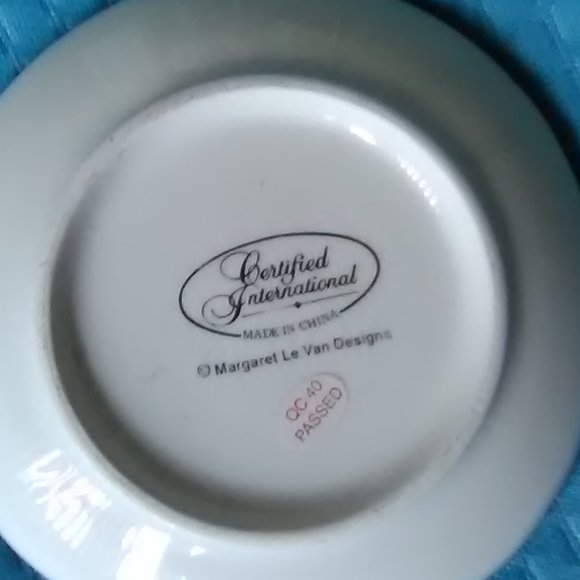 Certified
International
MADE IN CHINA
© Margaret Le Van Designs
QC 40
PASSED